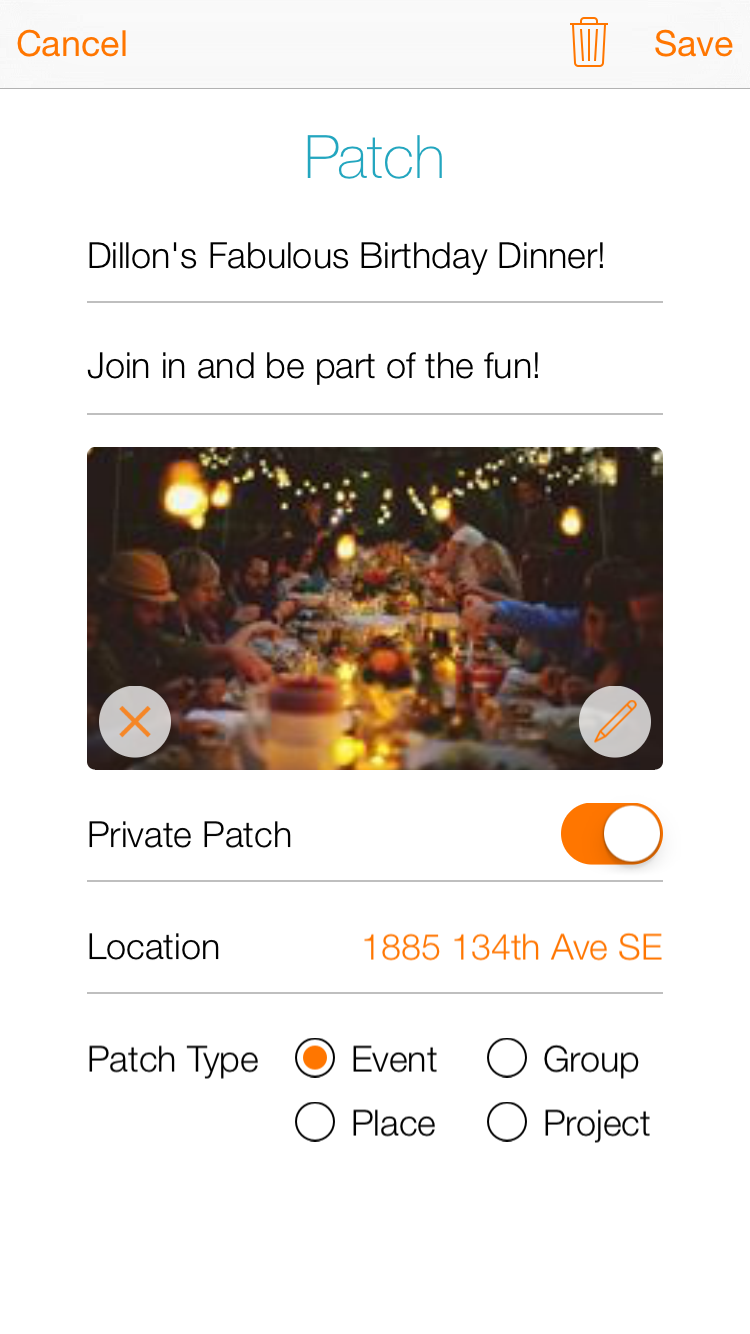 Cancel Save
Patch
Dillon's Fabulous Birthday Dinner!
Join in and be part of the fun!
Private Patch
Location 1885 134th Ave SE
Patch Type Event Group
Place Project